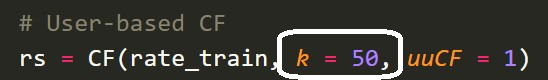 # User-based CF
rs = CF(rate_train, k = 50, uuCF = 1)